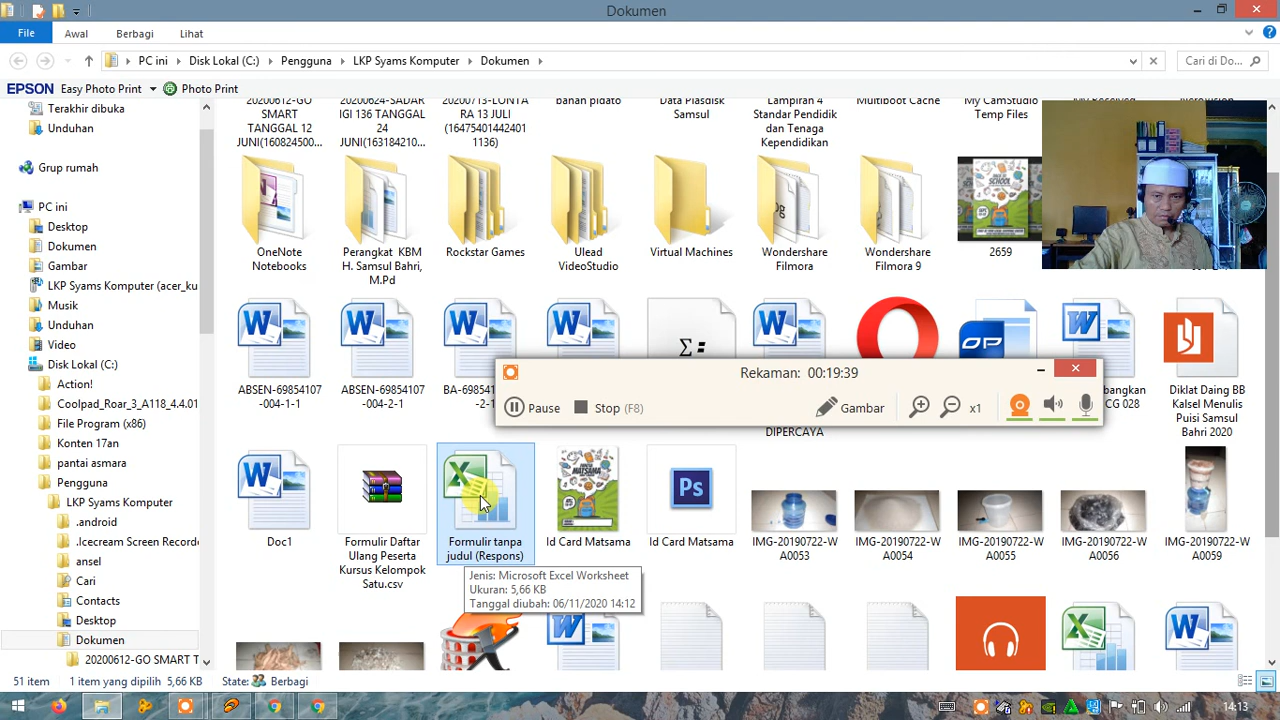 Dokumen
File
Awal
Berbagi
Lihat
PC ini
Disk Lokal (C:)
Pengguna
LKP Syams Komputer
Dokumen
Cari di Do...
EPSON
Easy Photo Print
Photo Print
Terakhir dibuka
Unduhan
Grup rumah
PC ini
Desktop
Dokumen
Gambar
LKP Syams Komputer (acer_ku
Musik
Unduhan
Video
Disk Lokal (C:)
Action!
Coolpad_Roar_3_A118_4.4.01
File Program (x86)
Konten 17an
pantai asmara
Pengguna
LKP Syams Komputer
.android
.Icecream Screen Recorde
ansel
Cari
Contacts
Desktop
Dokumen
20200612-GO SMART T
20200612-GO
SMART
TANGGAL 12
JUNI(160824500...
20200624-SADAR
IGI 136 TANGGAL
24
JUNI(163184210...
20200713-LONTA
RA 13 JULI
(16475401442401
1136)
bahan pidato
Data Plasdisk
Samsul
Lampiran 4
Standar Pendidik
dan Tenaga
Kependidikan
Multiboot Cache
My CamStudio
Temp Files
OneNote
Notebooks
Perangkat KBM
H. Samsul Bahri,
M.Pd
Rockstar Games
Ulead
VideoStudio
Virtual Machines
Wondershare
Filmora
Wondershare
Filmora 9
2659
ABSEN-69854107
-004-1-1
ABSEN-69854107
-004-2-1
DIPERCAYA
CG 028
Diklat Daing BB
Kalsel Menulis
Puisi Samsul
Bahri 2020
Rekaman: 00:19:39
Pause
Stop (F8)
Gambar
x1
Doc1
Formulir Daftar
Ulang Peserta
Kursus Kelompok
Satu.csv
Formulir tanpa
judul (Respons)
Id Card Matsama
Ps
Id Card Matsama
IMG-20190722-W
A0053
IMG-20190722-W
A0054
IMG-20190722-W
A0055
IMG-20190722-W
A0056
IMG-20190722-W
A0059
Jenis: Microsoft Excel Worksheet
Ukuran: 5,66 KB
Tanggal diubah: 06/11/2020 14:12
51 item
1 item yang dipilih 5,66 KB
State:
Berbagi
14:13